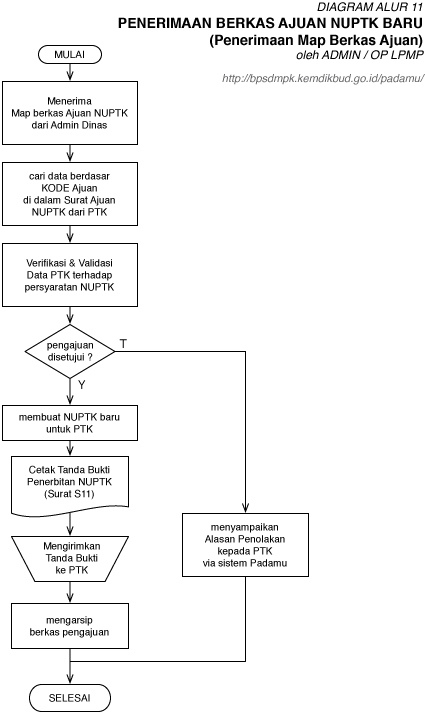 DIAGRAM ALUR 11
PENERIMAAN BERKAS AJUAN NUPTK BARU
(Penerimaan Map Berkas Ajuan)
oleh ADMIN / OP LPMP
http://bpsdmpk.kemdikbud.go.id/padamu/
MULAI
Menerima
Map berkas Ajuan NUPTK
dari Admin Dinas
cari data berdasar
KODE Ajuan
di dalam Surat Ajuan
NUPTK dari PTK
Verifikasi & Validasi
Data PTK terhadap
persyaratan NUPTK
pengajuan
disetujui ?
T
Y
membuat NUPTK baru
untuk PTK
Cetak Tanda Bukti
Penerbitan NUPTK
(Surat S11)
menyampaikan
Alasan Penolakan
kepada PTK
via sistem Padamu
Mengirimkan
Tanda Bukti
ke PTK
mengarsip
berkas pengajuan
SELESAI